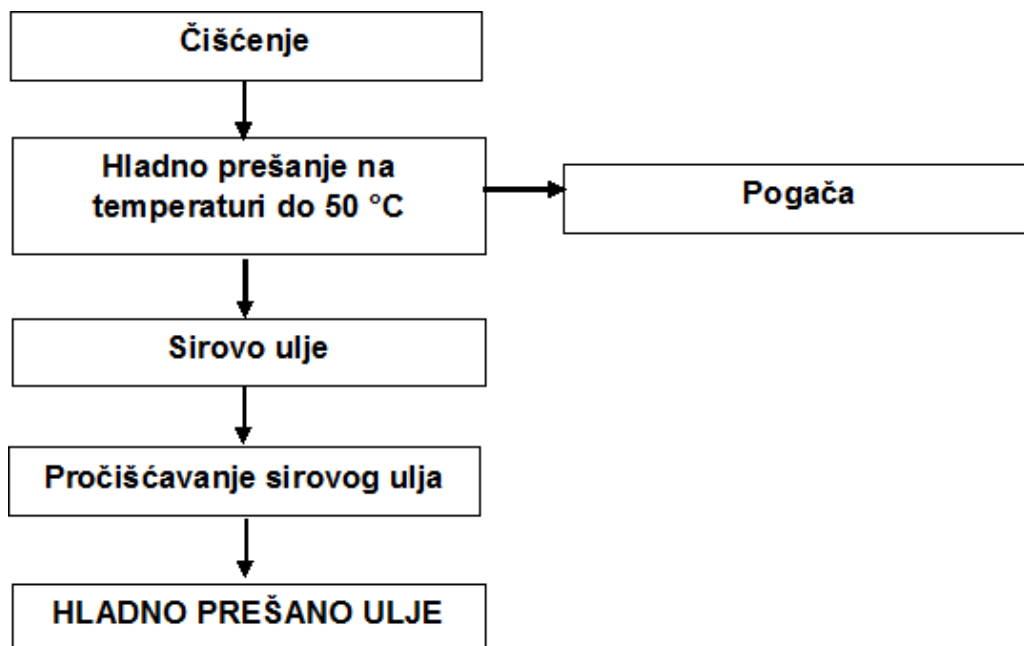 Čišćenje
Hladno prešanje na
temperaturi do 50 °C
Pogača
Sirovo ulje
Pročišćavanje sirovog ulja
HLADNO PREŠANO ULJE